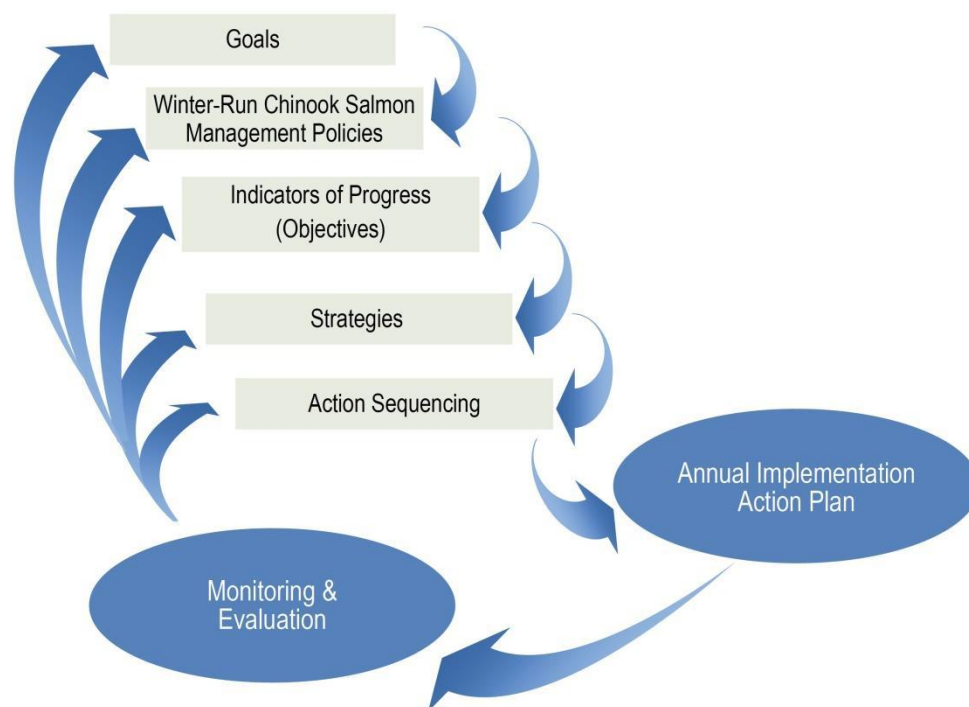 Goals
Winter-Run Chinook Salmon
Management Policies
Indicators of Progress
(Objectives)
Strategies
Action Sequencing
Annual Implementation
Action Plan
Monitoring &
Evaluation